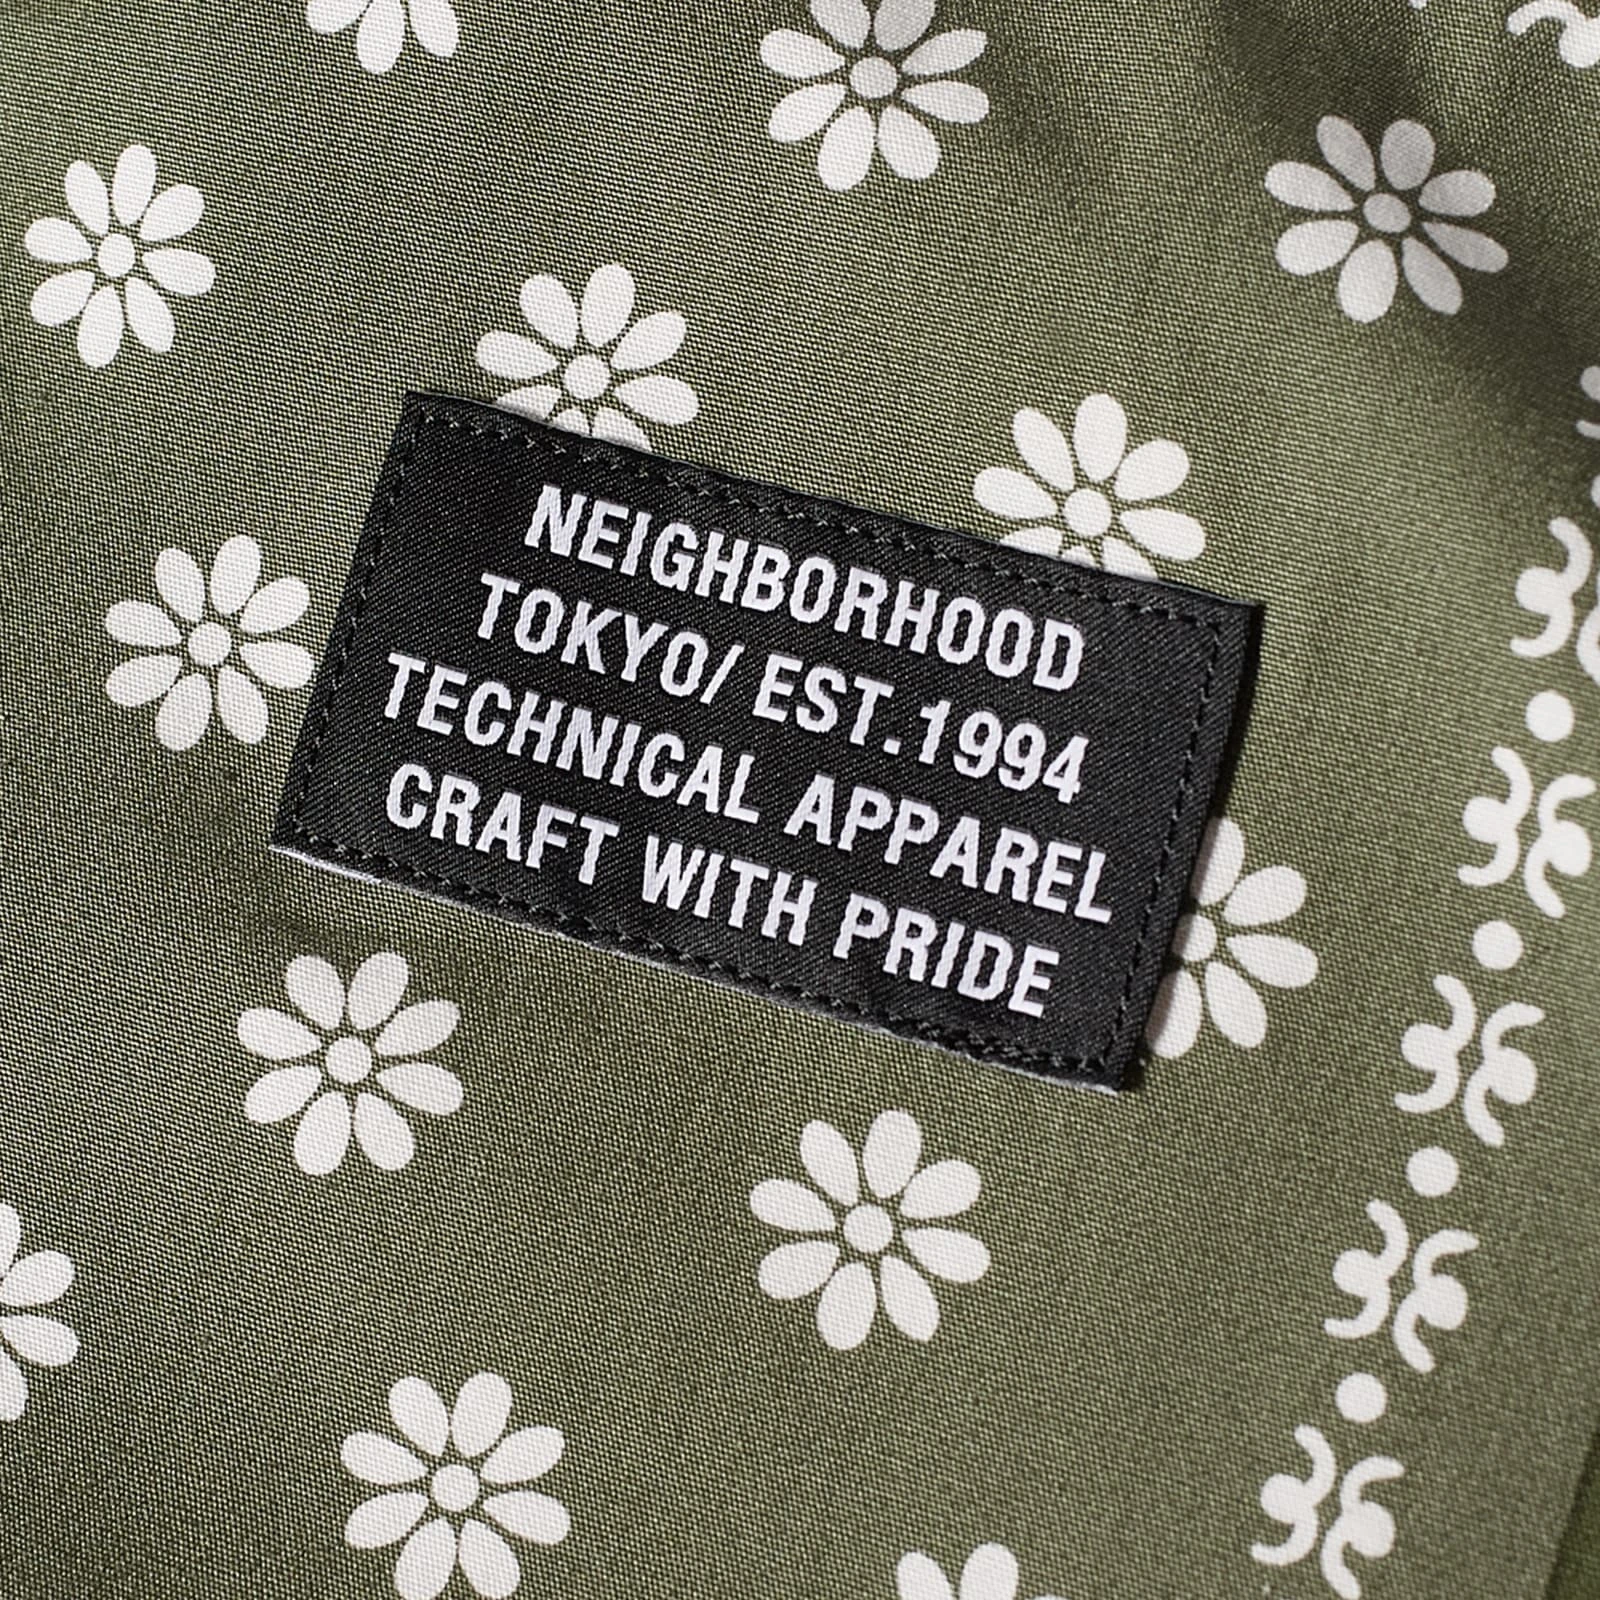 NEIGHBORHOOD
TOKYO/ EST.1994
TECHNICAL APPAREL
CRAFT WITH PRIDE